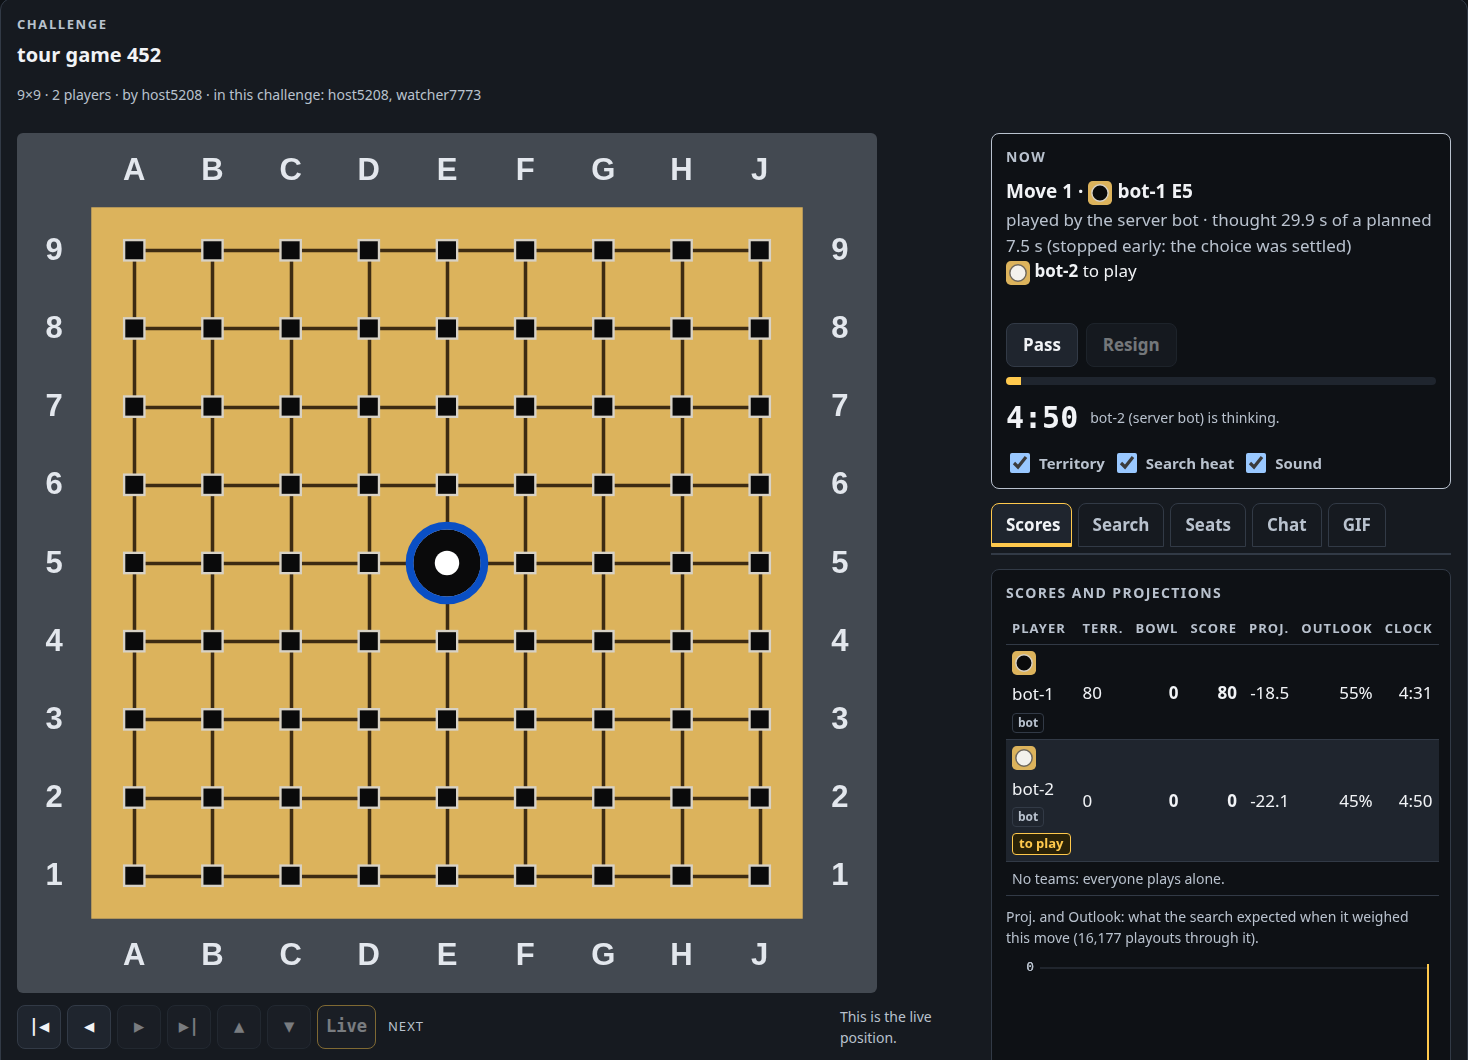 CHALLENGE
tour game 452
9×9 · 2 players · by host5208 · in this challenge: host5208, watcher7773
A B C D E F G H J
9 9
8 8
7 7
6 6
5 5
4 4
3 3
2 2
1 1
A B C D E F G H J
|◀ ◀ ▶ ▶| ▲ ▼ Live NEXT
This is the live
position.
NOW
Move 1 · bot-1 E5
played by the server bot · thought 29.9 s of a planned
7.5 s (stopped early: the choice was settled)
bot-2 to play
Pass Resign
4:50 bot-2 (server bot) is thinking.
Territory Search heat Sound
Scores Search Seats Chat GIF
SCORES AND PROJECTIONS
PLAYER TERR. BOWL SCORE PROJ. OUTLOOK CLOCK
bot-1 80 0 80 -18.5 55% 4:31
bot
bot-2 0 0 0 -22.1 45% 4:50
bot
to play
No teams: everyone plays alone.
Proj. and Outlook: what the search expected when it weighed
this move (16,177 playouts through it).
0